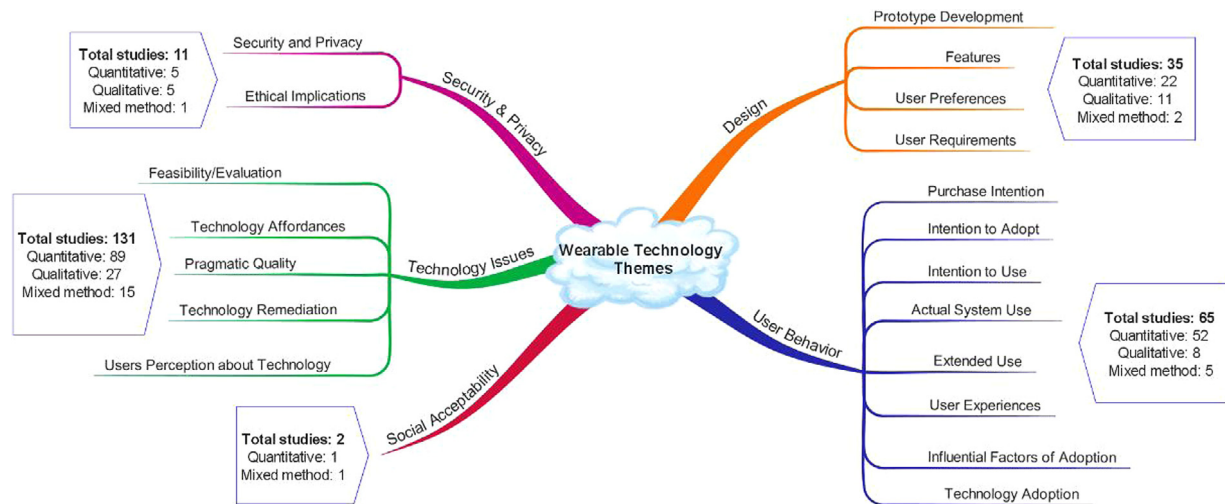 Wearable Technology
Themes
Security & Privacy
Security and Privacy
Ethical Implications
Total studies: 11
Quantitative: 5
Qualitative: 5
Mixed method: 1
Technology Issues
Feasibility/Evaluation
Technology Affordances
Pragmatic Quality
Technology Remediation
Users Perception about Technology
Total studies: 131
Quantitative: 89
Qualitative: 27
Mixed method: 15
Social Acceptability
Total studies: 2
Quantitative: 1
Mixed method: 1
Design
Prototype Development
Features
User Preferences
User Requirements
Total studies: 35
Quantitative: 22
Qualitative: 11
Mixed method: 2
User Behavior
Purchase Intention
Intention to Adopt
Intention to Use
Actual System Use
Extended Use
User Experiences
Influential Factors of Adoption
Technology Adoption
Total studies: 65
Quantitative: 52
Qualitative: 8
Mixed method: 5